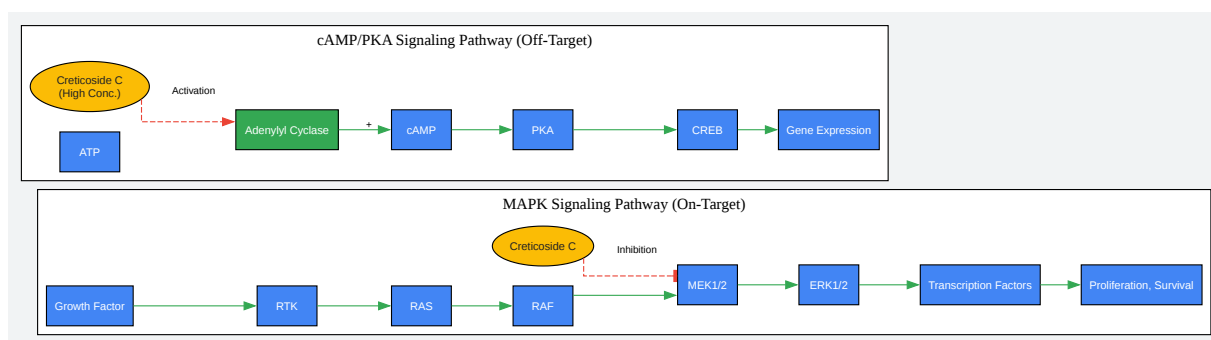 cAMP/PKA Signaling Pathway (Off-Target)
Creticoside C
(High Conc.)
Activation
Adenylyl Cyclase
+
cAMP
PKA
CREB
Gene Expression
ATP
MAPK Signaling Pathway (On-Target)
Creticoside C
Inhibition
Growth Factor
RTK
RAS
RAF
MEK1/2
ERK1/2
Transcription Factors
Proliferation, Survival